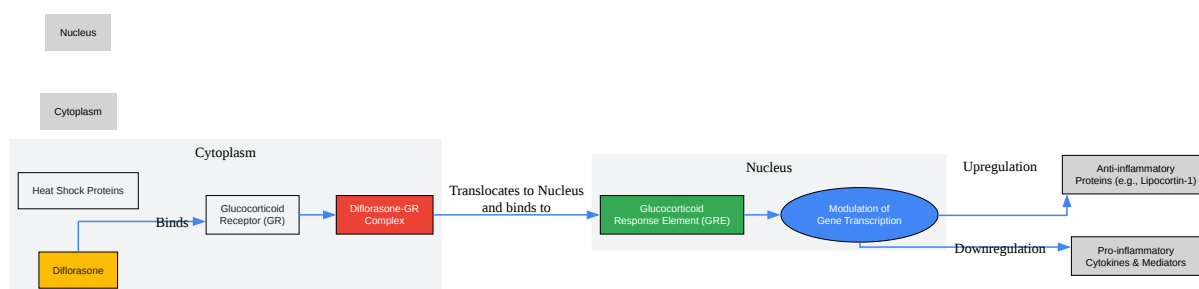 Nucleus
Cytoplasm
Cytoplasm
Heat Shock Proteins
Binds
Diflorasone
Glucocorticoid
Receptor (GR)
Diflorasone-GR
Complex
Translocates to Nucleus
and binds to
Nucleus
Glucocorticoid
Response Element (GRE)
Modulation of
Gene Transcription
Upregulation
Anti-inflammatory
Proteins (e.g., Lipocortin-1)
Downregulation
Pro-inflammatory
Cytokines & Mediators